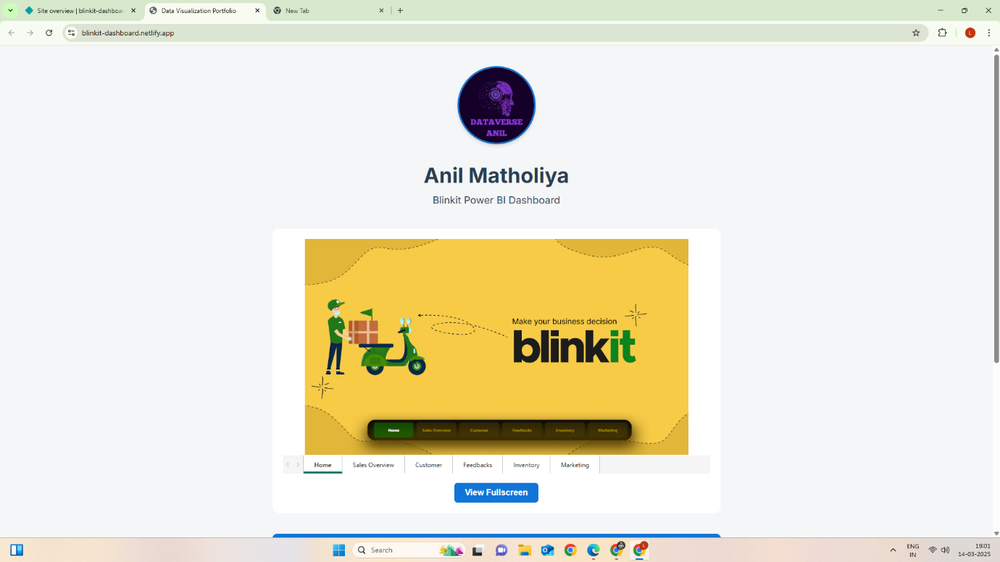 Site overview | blinkit-dashboar
Data Visualization Portfolio
New Tab
blinkit-dashboard.netlify.app
L
DATAVERSE
ANIL
Anil Matholiya
Blinkit Power BI Dashboard
Make your business decision
blinkit
Home Sales Overview Customer Feedbacks Inventory Marketing
Home Sales Overview Customer Feedbacks Inventory Marketing
View Fullscreen
Search
L
ENG
IN
19:01
14-03-2025